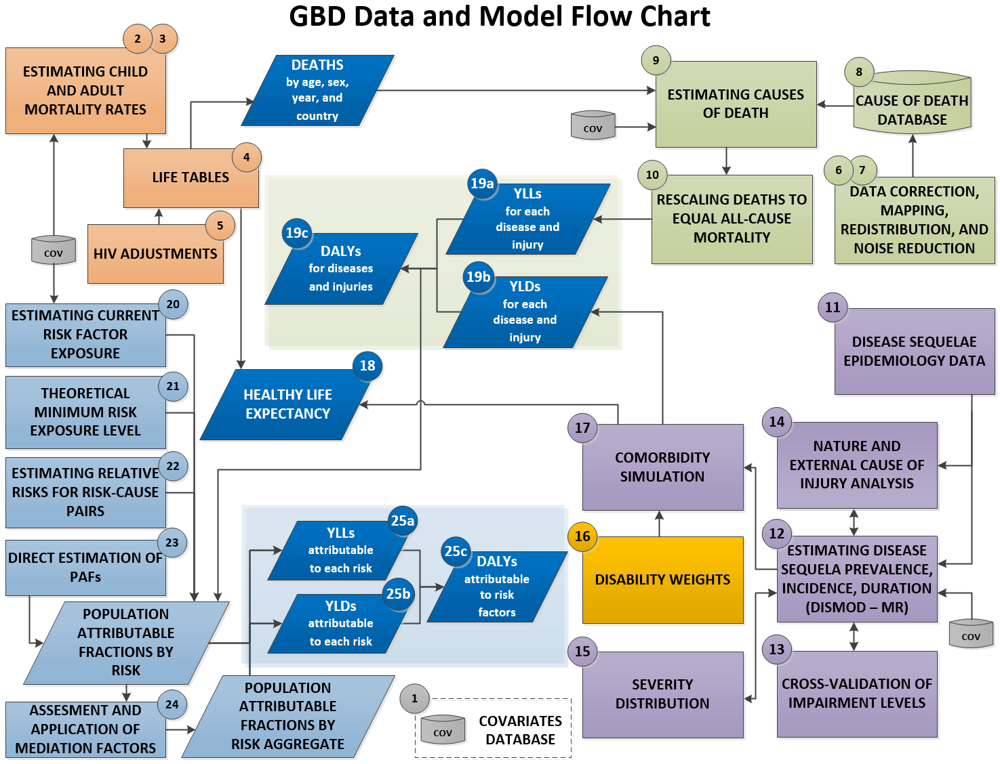 GBD Data and Model Flow Chart
2
3
ESTIMATING CHILD
AND ADULT
MORTALITY RATES
DEATHS
by age, sex,
year, and
country
9
ESTIMATING CAUSES
OF DEATH
8
CAUSE OF DEATH
DATABASE
COV
4
LIFE TABLES
5
HIV ADJUSTMENTS
COV
10
RESCALING DEATHS TO
EQUAL ALL-CAUSE
MORTALITY
6
7
DATA CORRECTION,
MAPPING,
REDISTRIBUTION, AND
NOISE REDUCTION
19a
YLLs
for each
disease and
injury
19c
DALYs
for diseases
and injuries
19b
YLDs
for each
disease and
injury
20
ESTIMATING CURRENT
RISK FACTOR
EXPOSURE
11
DISEASE SEQUELAE
EPIDEMIOLOGY DATA
18
HEALTHY LIFE
EXPECTANCY
21
THEORETICAL
MINIMUM RISK
EXPOSURE LEVEL
17
COMORBIDITY
SIMULATION
14
NATURE AND
EXTERNAL CAUSE OF
INJURY ANALYSIS
22
ESTIMATING RELATIVE
RISKS FOR RISK-CAUSE
PAIRS
23
DIRECT ESTIMATION OF
PAFs
25a
YLLs
attributable
to each risk
25b
YLDs
attributable
to each risk
25c
DALYs
attributable
to risk
factors
16
DISABILITY WEIGHTS
12
ESTIMATING DISEASE
SEQUELA PREVALENCE,
INCIDENCE, DURATION
(DISMOD – MR)
COV
POPULATION
ATTRIBUTABLE
FRACTIONS BY
RISK
15
SEVERITY
DISTRIBUTION
13
CROSS-VALIDATION OF
IMPAIRMENT LEVELS
24
ASSESMENT AND
APPLICATION OF
MEDIATION FACTORS
POPULATION
ATTRIBUTABLE
FRACTIONS BY
RISK AGGREGATE
1
COV
COVARIATES
DATABASE